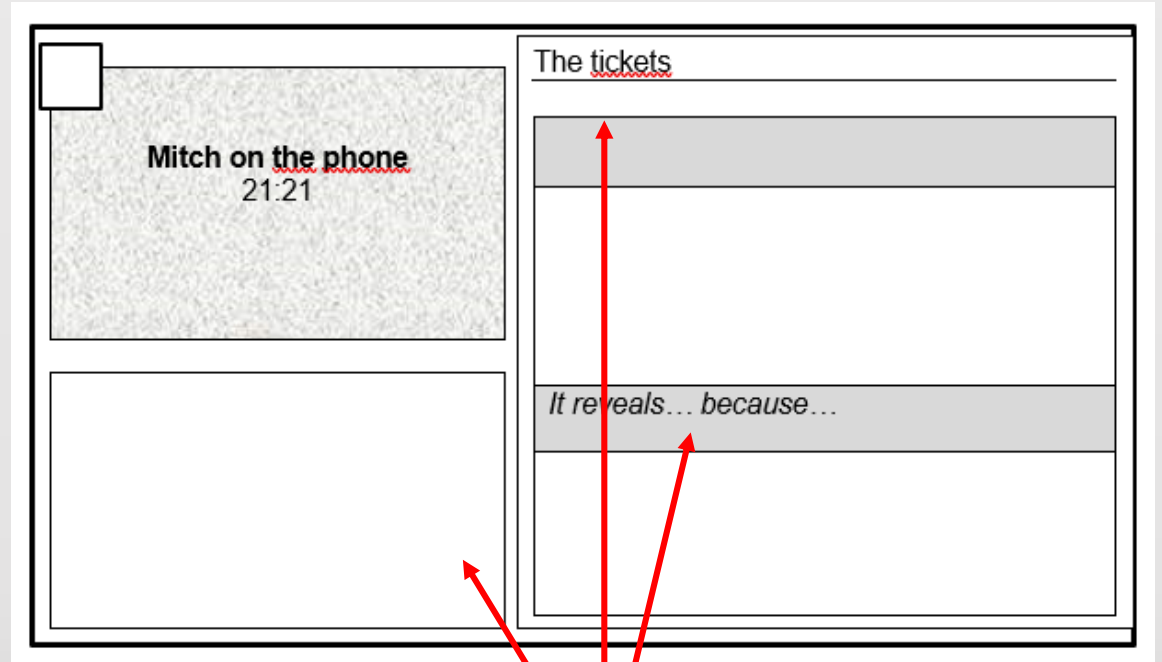 The tickets
Mitch on the phone
21:21
It reveals… because…